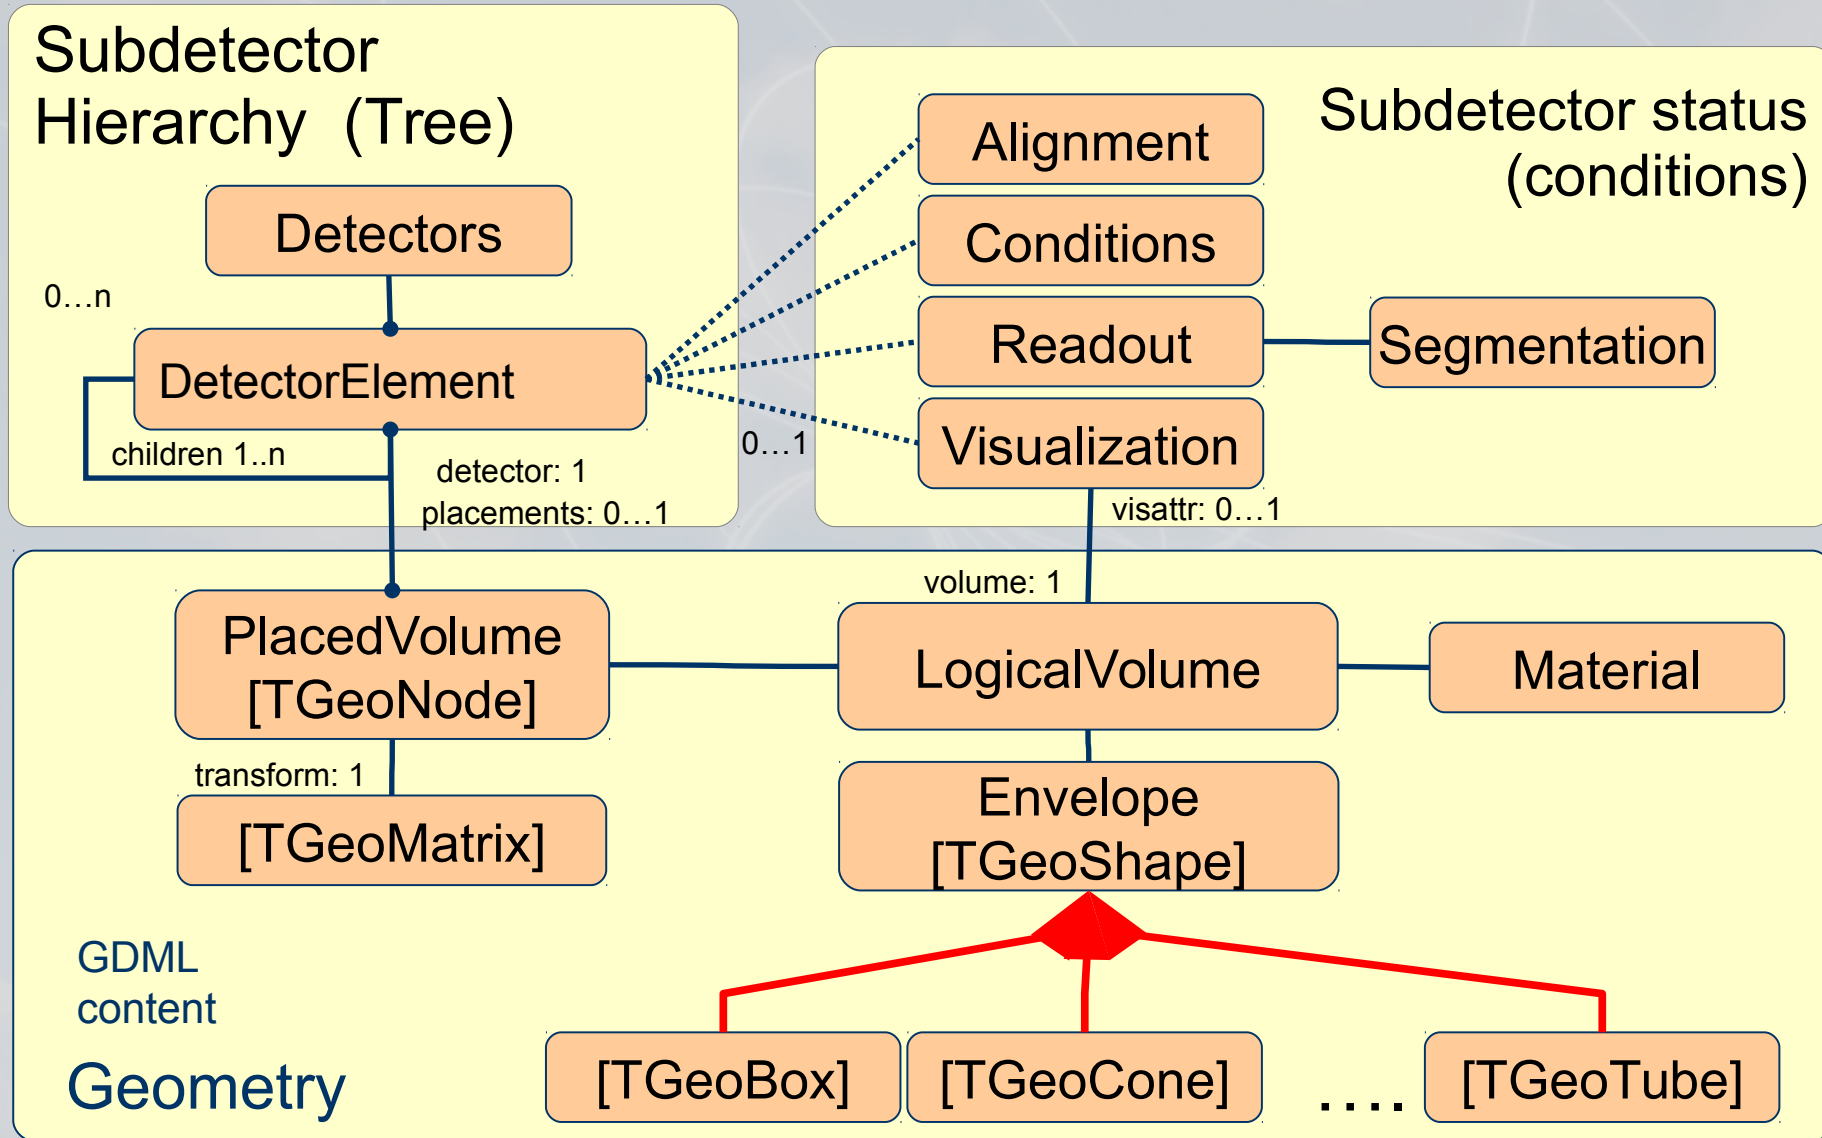 Subdetector
Hierarchy (Tree)
Detectors
0…n
DetectorElement
children 1..n
detector: 1
placements: 0…1
Subdetector status
(conditions)
Alignment
Conditions
Readout
Segmentation
Visualization
0…1
visattr: 0…1
volume: 1
PlacedVolume
[TGeoNode]
LogicalVolume
Material
transform: 1
[TGeoMatrix]
Envelope
[TGeoShape]
GDML
content
Geometry
[TGeoBox]
[TGeoCone]
....
[TGeoTube]